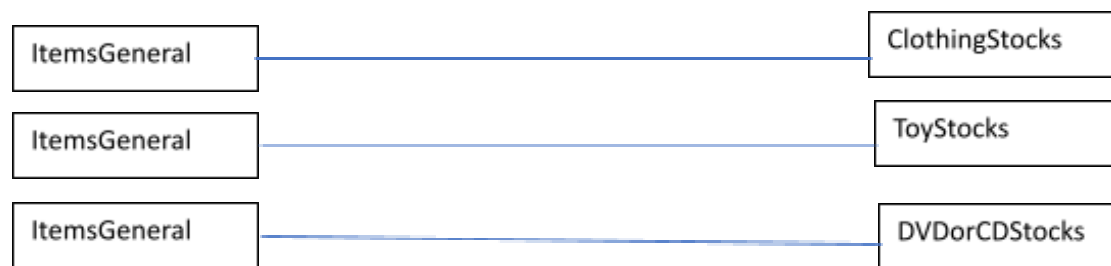 ItemsGeneral
ClothingStocks
ItemsGeneral
ToyStocks
ItemsGeneral
DVDorCDStocks